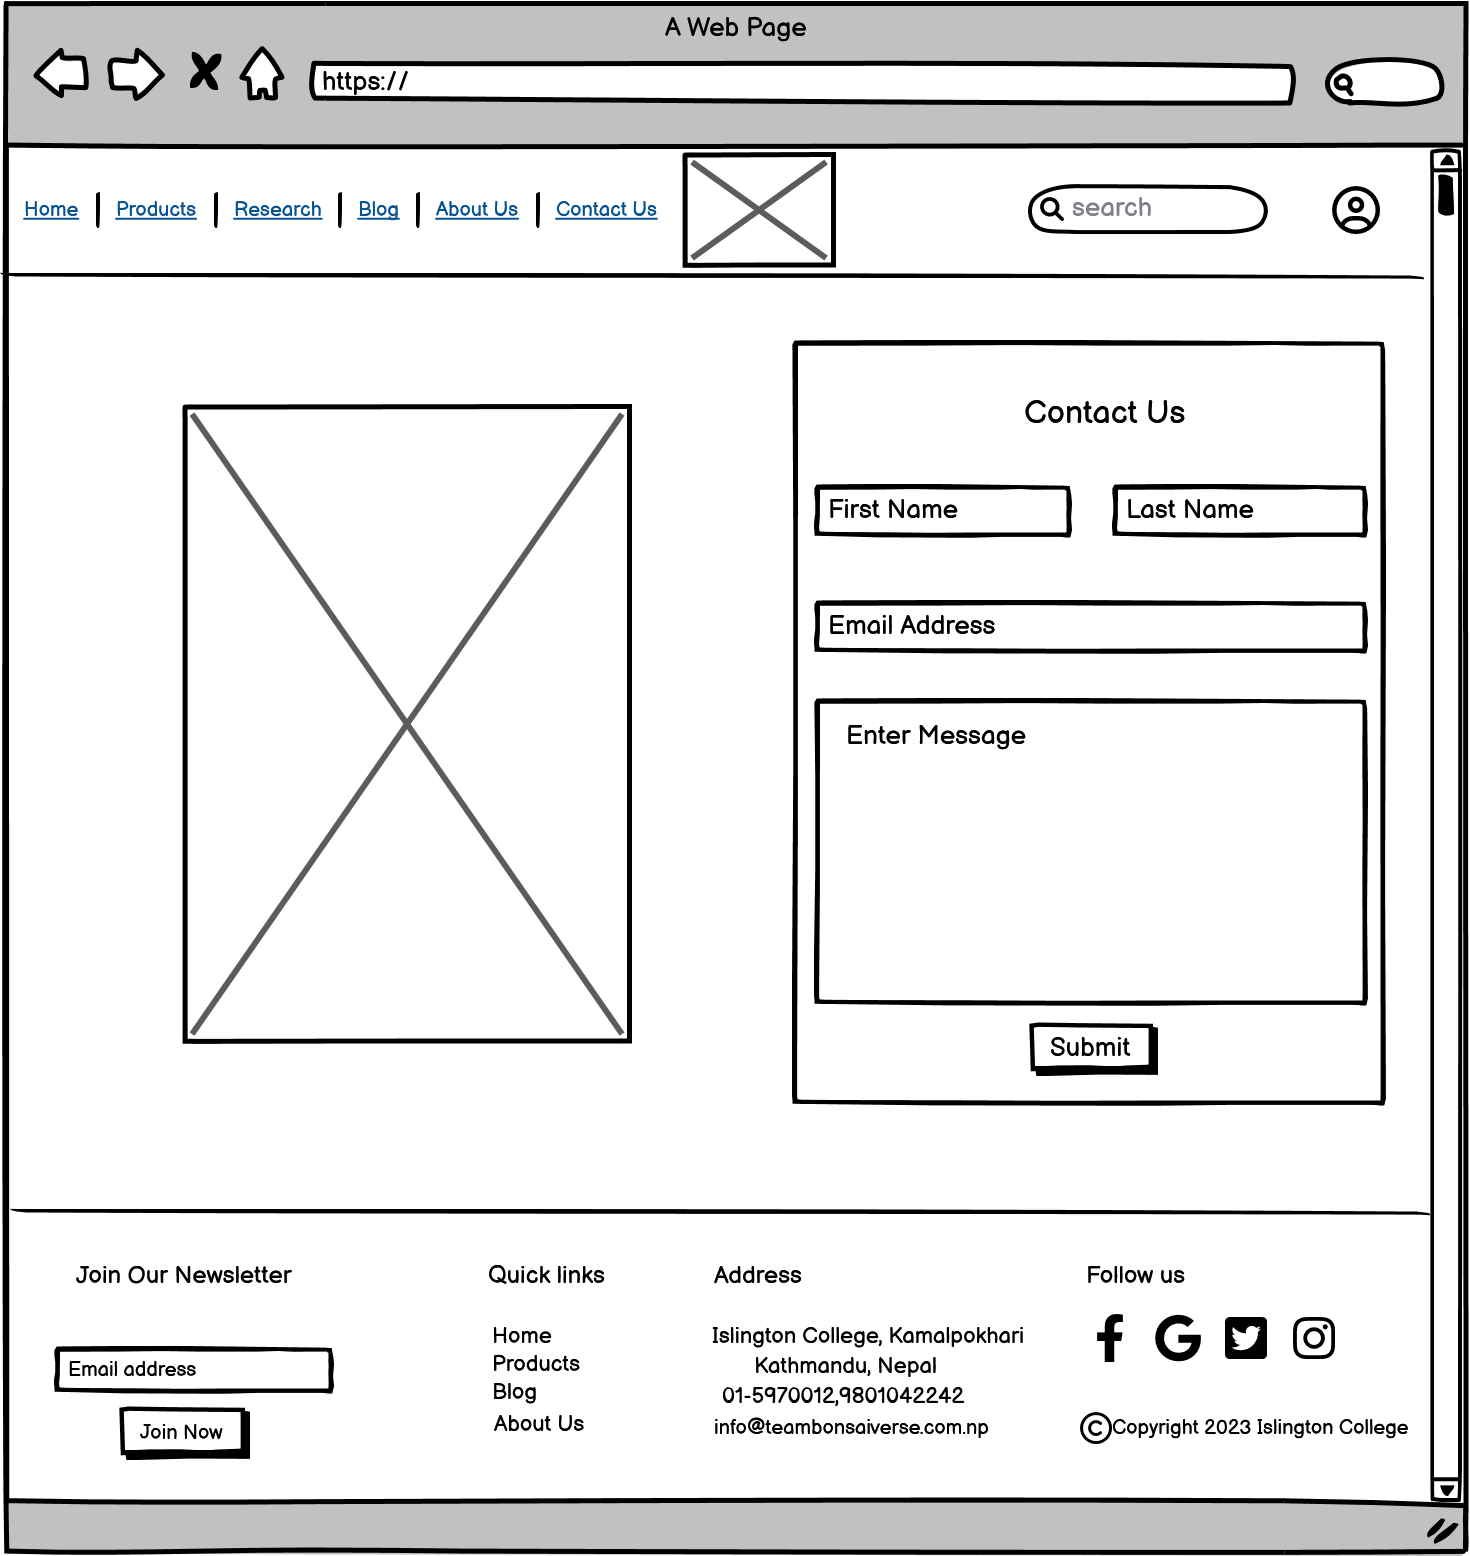 A Web Page
https://
Home | Products | Research | Blog | About Us | Contact Us
search
Contact Us
First Name
Last Name
Email Address
Enter Message
Submit
Join Our Newsletter
Email address
Join Now
Quick links
Home
Products
Blog
About Us
Address
Islington College, Kamalpokhari
Kathmandu, Nepal
01-5970012,9801042242
info@teambonsaiverse.com.np
Follow us
©Copyright 2023 Islington College